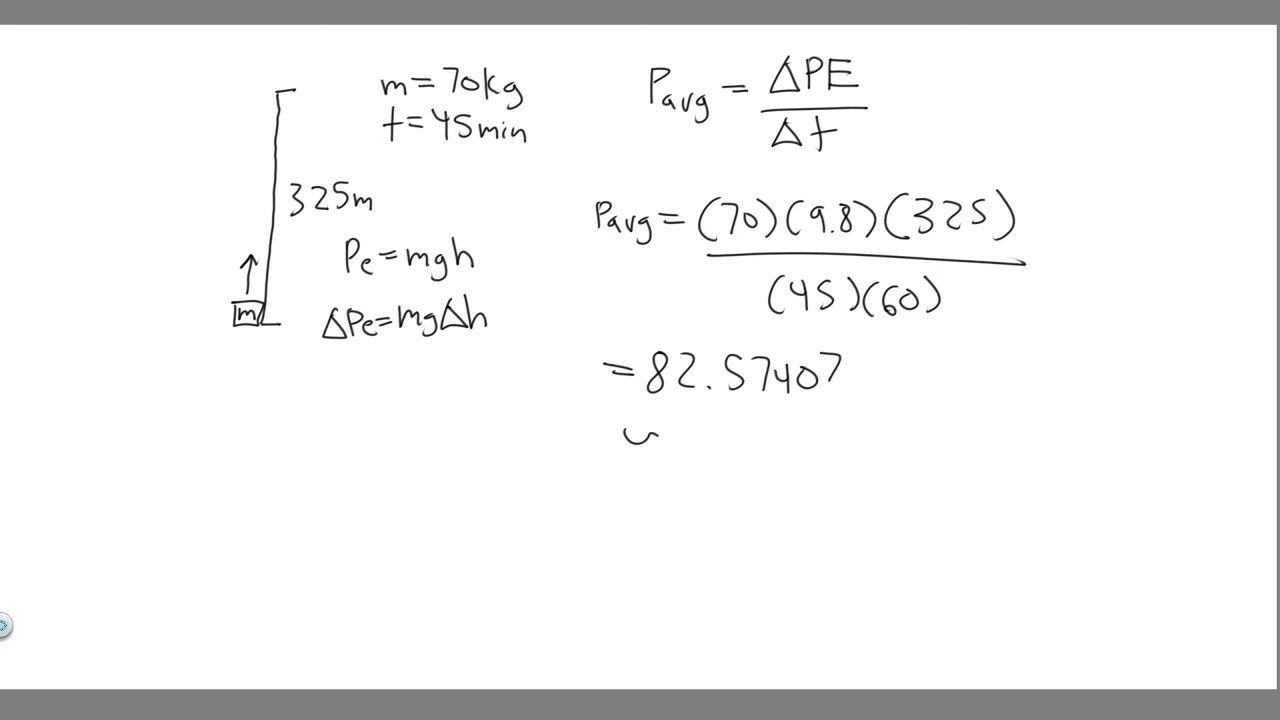 m=70kg
t=45min
325m
Pe=mgh
ΔPe=mgΔh
m
Pavg = ΔPE
Δt
Pavg=(70)(9.8)(325)
(45)(60)
=82.57407